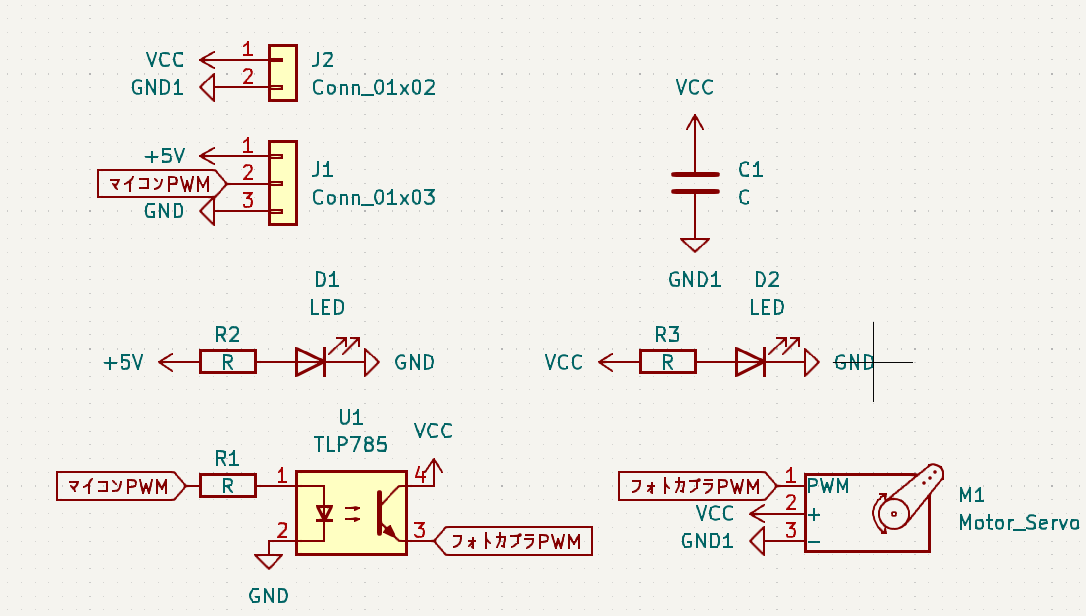 VCC 1 J2
GND1 2 Conn_01x02
VCC
+5V 1
マイコンPWM 2 J1
GND 3 Conn_01x03
C1
C
GND1
D1
LED
D2
LED
R2
+5V R GND
R3
VCC R GND
U1
TLP785
VCC
R1
マイコンPWM R 1 4
2 3 フォトカプラPWM
GND
フォトカプラPWM 1 PWM
VCC 2 + M1
GND1 3 − Motor_Servo